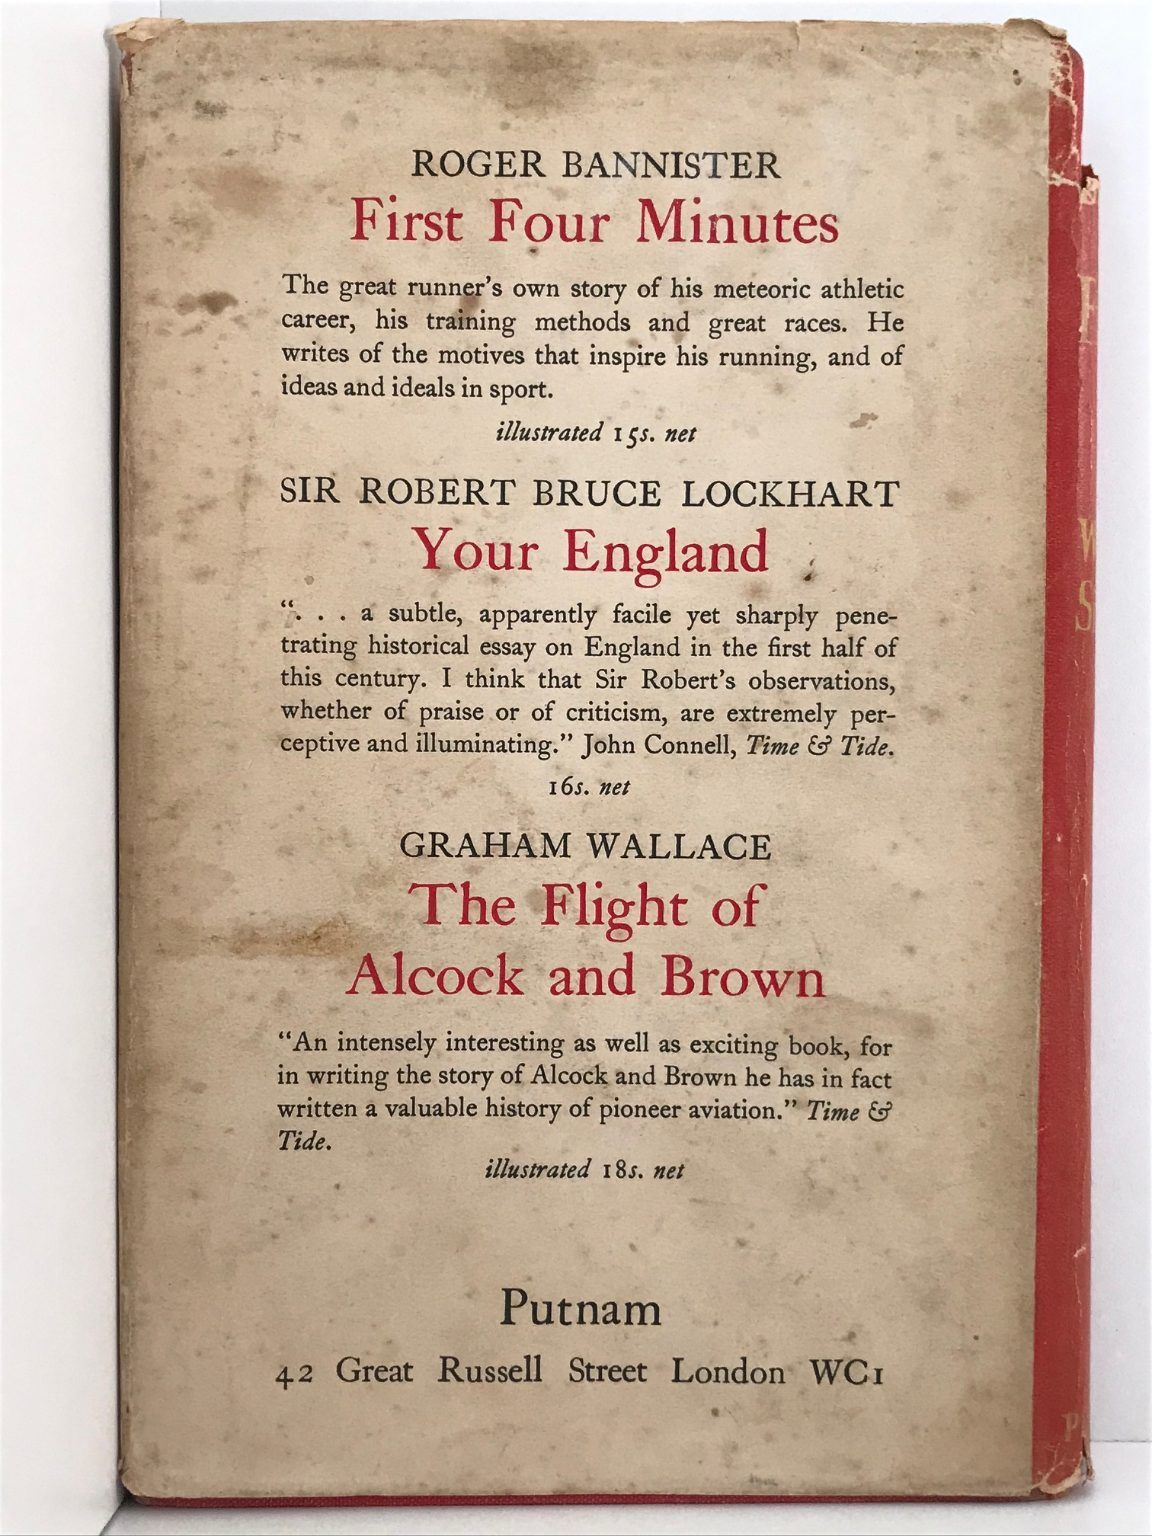 ROGER BANNISTER
First Four Minutes
The great runner's own story of his meteoric athletic
career, his training methods and great races. He
writes of the motives that inspire his running, and of
ideas and ideals in sport.
illustrated 15s. net
SIR ROBERT BRUCE LOCKHART
Your England
“. . . a subtle, apparently facile yet sharply pene-
trating historical essay on England in the first half of
this century. I think that Sir Robert's observations,
whether of praise or of criticism, are extremely per-
ceptive and illuminating.” John Connell, Time & Tide.
16s. net
GRAHAM WALLACE
The Flight of
Alcock and Brown
“An intensely interesting as well as exciting book, for
in writing the story of Alcock and Brown he has in fact
written a valuable history of pioneer aviation.” Time &
Tide.
illustrated 18s. net
Putnam
42 Great Russell Street London WC1